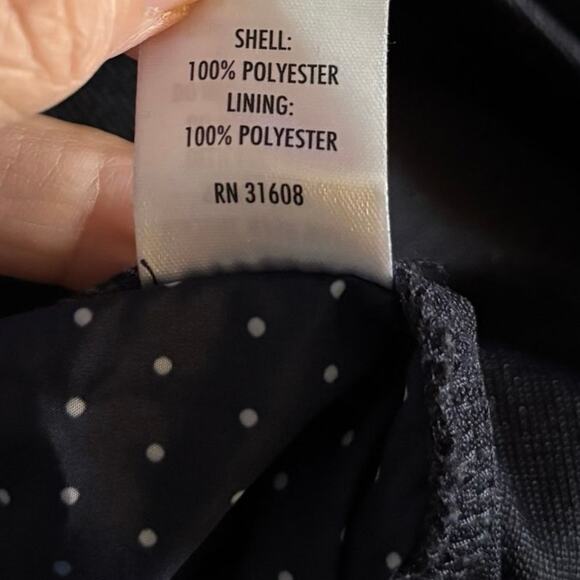 SHELL:
100% POLYESTER
LINING:
100% POLYESTER
RN 31608